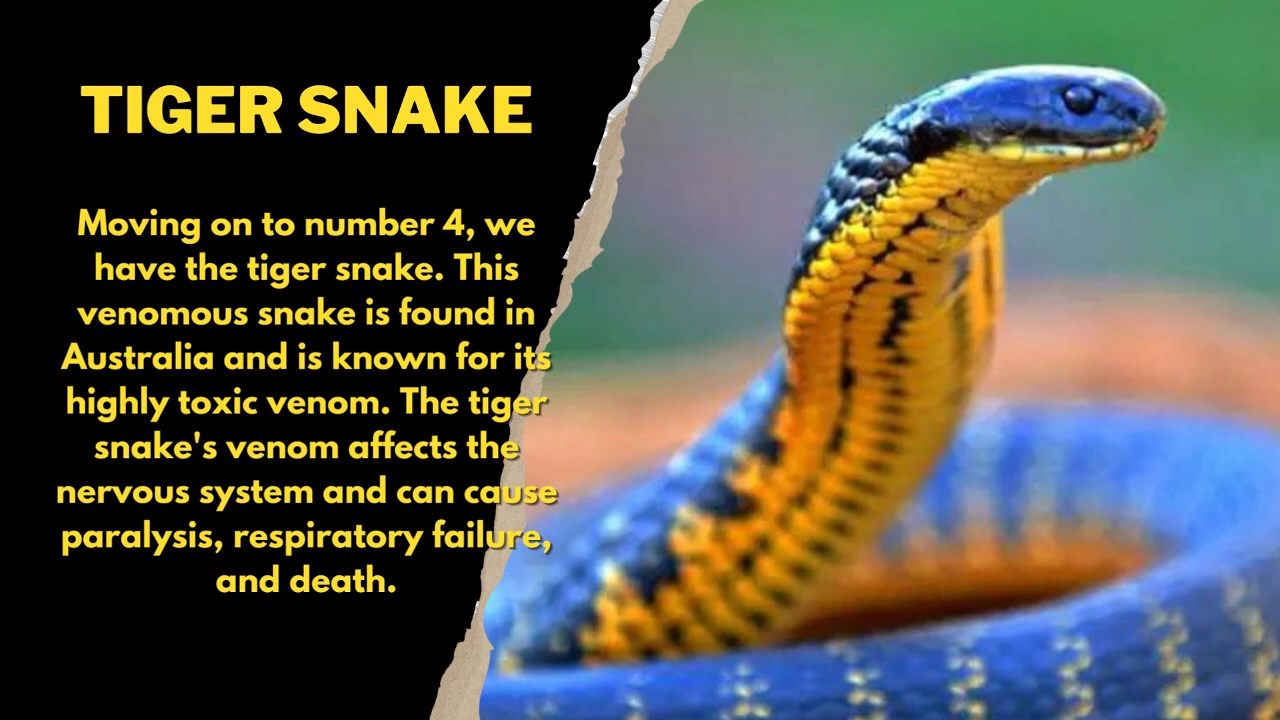 TIGER SNAKE
Moving on to number 4, we
have the tiger snake. This
venomous snake is found in
Australia and is known for its
highly toxic venom. The tiger
snake's venom affects the
nervous system and can cause
paralysis, respiratory failure,
and death.